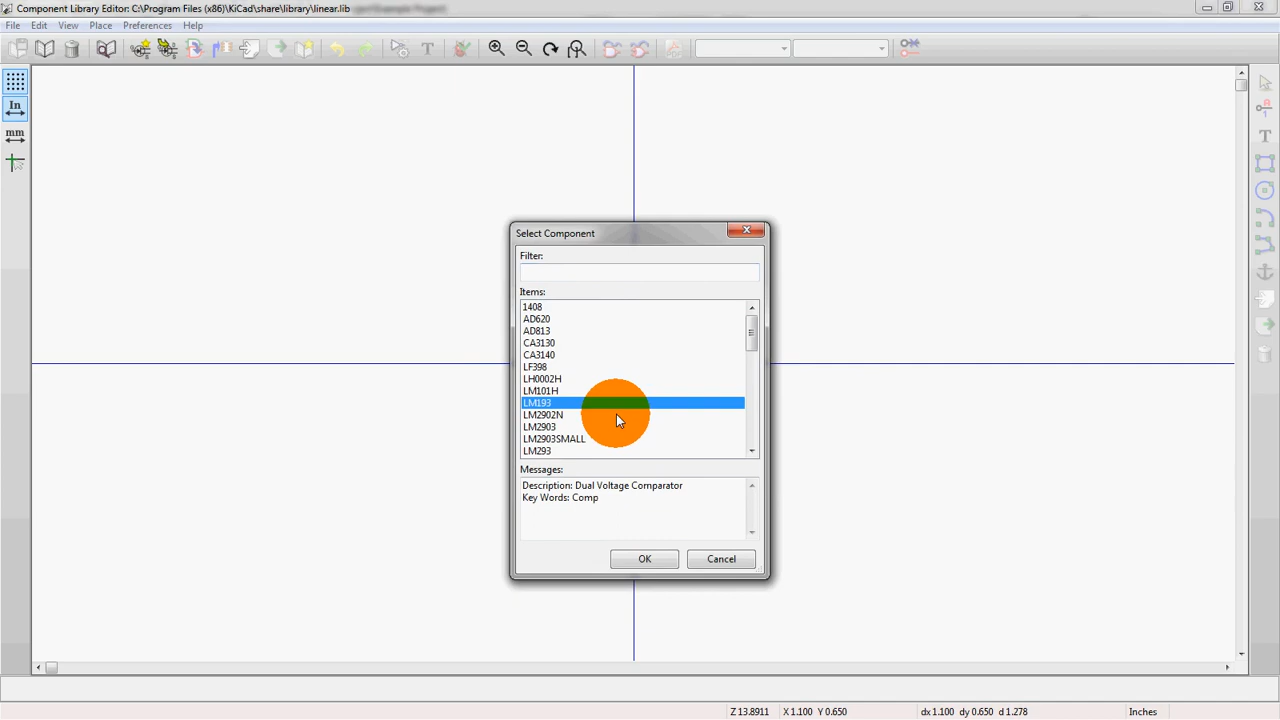 Component Library Editor: C:\Program Files (x86)\KiCad\share\library\linear.lib
File Edit View Place Preferences Help
In
mm
Select Component
Filter:
Items:
1408
AD620
AD813
CA3130
CA3140
LF398
LH0002H
LM101H
LM193
LM2902N
LM2903
LM2903SMALL
LM293
Messages:
Description: Dual Voltage Comparator
Key Words: Comp
OK Cancel
Z 13.8911 X 1.100 Y 0.650 dx 1.100 dy 0.650 d 1.278 Inches